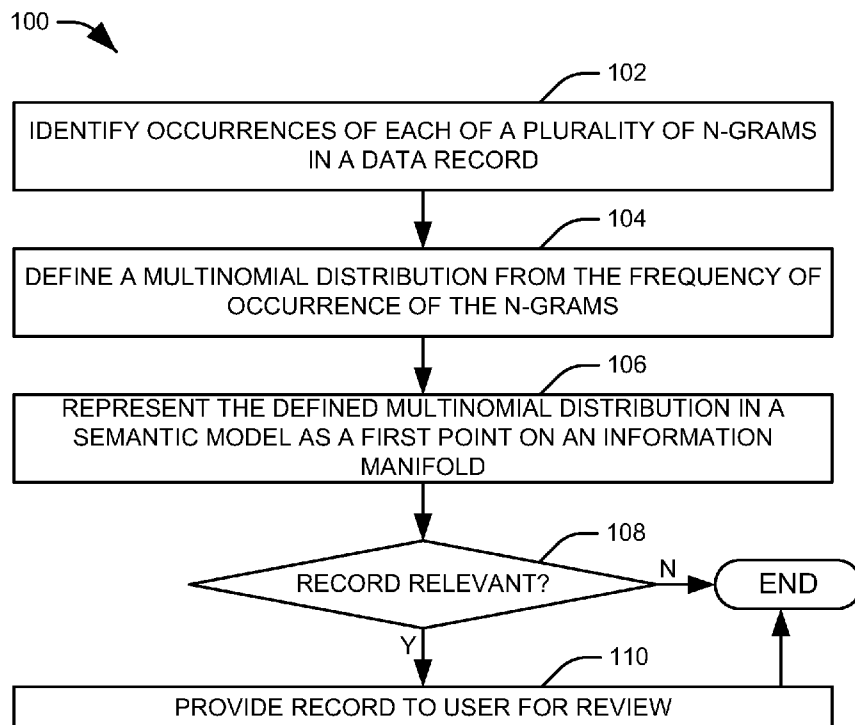 100
102
IDENTIFY OCCURRENCES OF EACH OF A PLURALITY OF N-GRAMS
IN A DATA RECORD
104
DEFINE A MULTINOMIAL DISTRIBUTION FROM THE FREQUENCY OF
OCCURRENCE OF THE N-GRAMS
106
REPRESENT THE DEFINED MULTINOMIAL DISTRIBUTION IN A
SEMANTIC MODEL AS A FIRST POINT ON AN INFORMATION
MANIFOLD
108
RECORD RELEVANT?
N
END
Y
110
PROVIDE RECORD TO USER FOR REVIEW